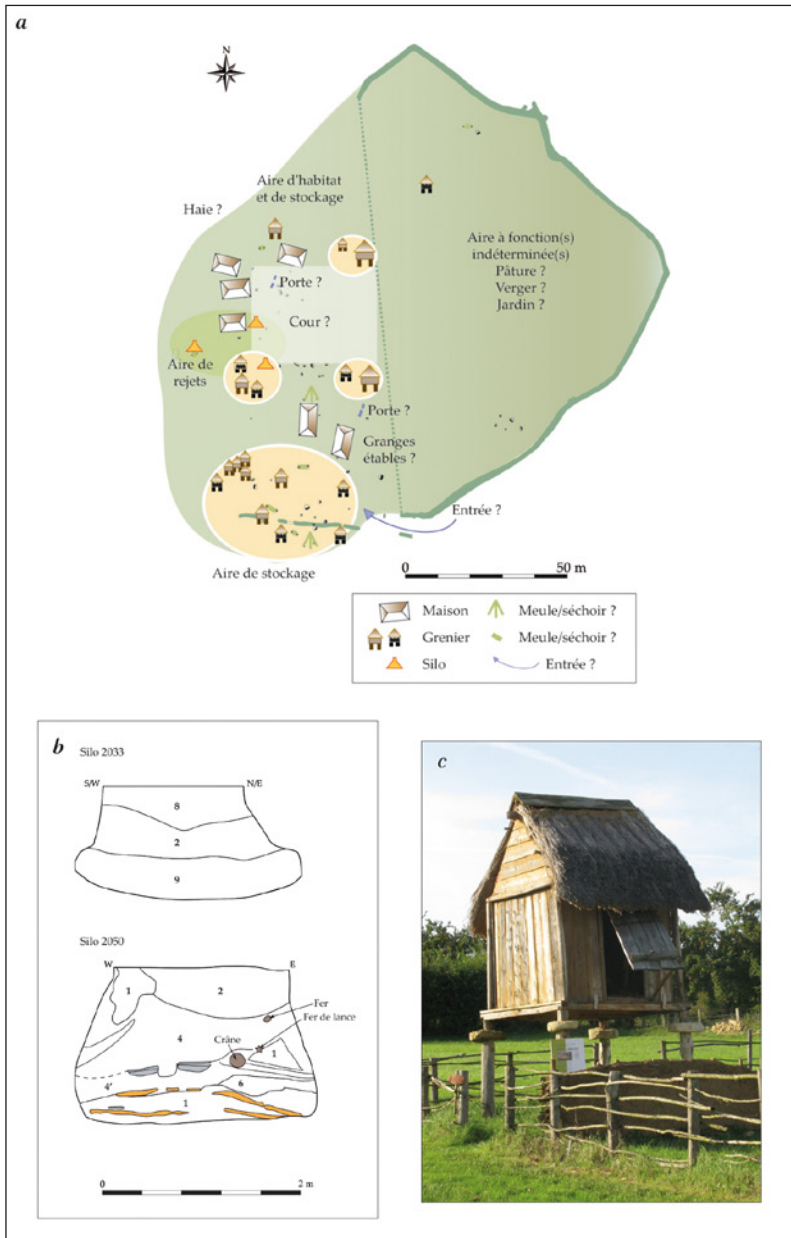 a
N
Aire d'habitat
et de stockage
Haie ?
Aire à fonction(s)
indéterminée(s)
Pâture ?
Verger ?
Jardin ?
Porte ?
Cour ?
Aire de
rejets
Porte ?
Granges
étables ?
Entrée ?
Aire de stockage
0 50 m
Maison Meule/séchoir ?
Grenier Meule/séchoir ?
Silo Entrée ?
b
Silo 2033
S/W N/E
8
2
9
Silo 2050
W E
1 2
Fer
Fer de lance
4 Crâne 1
4' 6
1
0 2 m
c